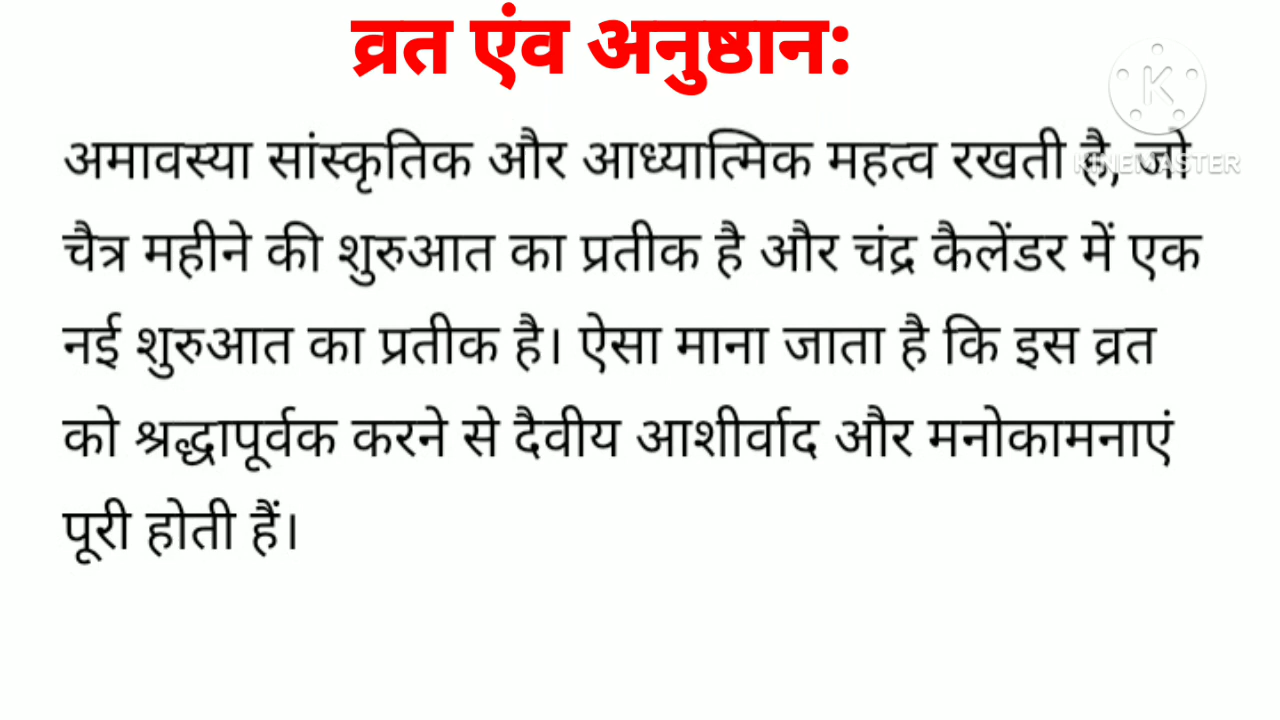 व्रत एंव अनुष्ठान:
अमावस्या सांस्कृतिक और आध्यात्मिक महत्व रखती है, जो
चैत्र महीने की शुरुआत का प्रतीक है और चंद्र कैलेंडर में एक
नई शुरुआत का प्रतीक है। ऐसा माना जाता है कि इस व्रत
को श्रद्धापूर्वक करने से दैवीय आशीर्वाद और मनोकामनाएं
पूरी होती हैं।
K
KINEMASTER